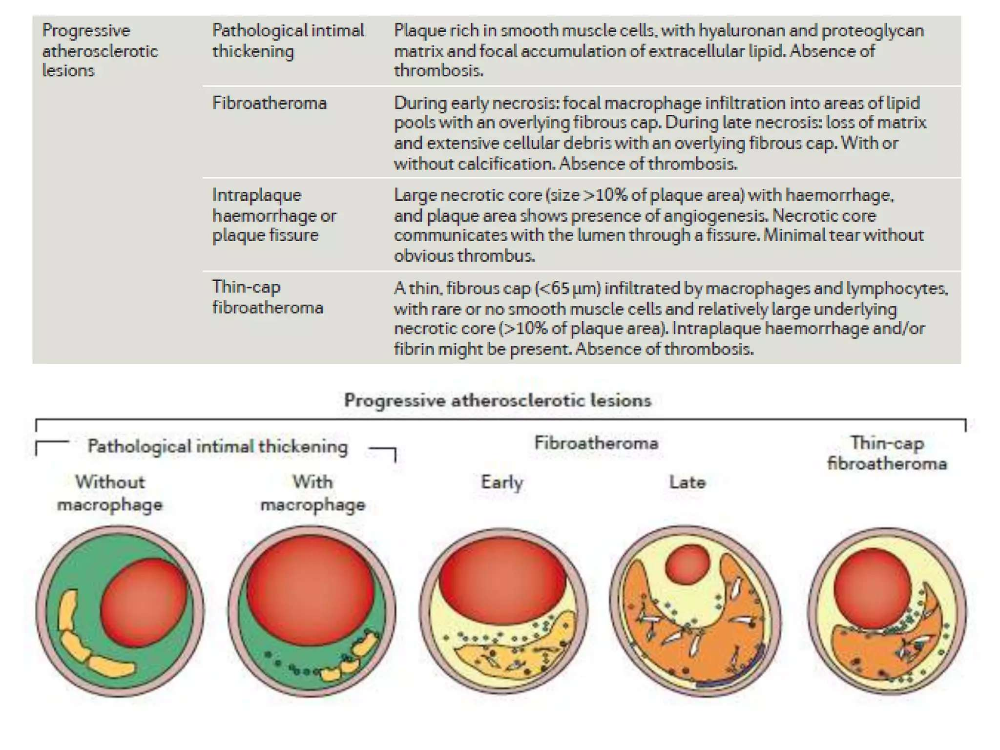 Progressive
atherosclerotic
lesions
Pathological intimal
thickening
Plaque rich in smooth muscle cells, with hyaluronan and proteoglycan
matrix and focal accumulation of extracellular lipid. Absence of
thrombosis.
Fibroatheroma
During early necrosis: focal macrophage infiltration into areas of lipid
pools with an overlying fibrous cap. During late necrosis: loss of matrix
and extensive cellular debris with an overlying fibrous cap. With or
without calcification. Absence of thrombosis.
Intraplaque
haemorrhage or
plaque fissure
Large necrotic core (size >10% of plaque area) with haemorrhage,
and plaque area shows presence of angiogenesis. Necrotic core
communicates with the lumen through a fissure. Minimal tear without
obvious thrombus.
Thin-cap
fibroatheroma
A thin, fibrous cap (<65 µm) infiltrated by macrophages and lymphocytes,
with rare or no smooth muscle cells and relatively large underlying
necrotic core (>10% of plaque area). Intraplaque haemorrhage and/or
fibrin might be present. Absence of thrombosis.
Progressive atherosclerotic lesions
Pathological intimal thickening
Without
macrophage
With
macrophage
Fibroatheroma
Early
Late
Thin-cap
fibroatheroma